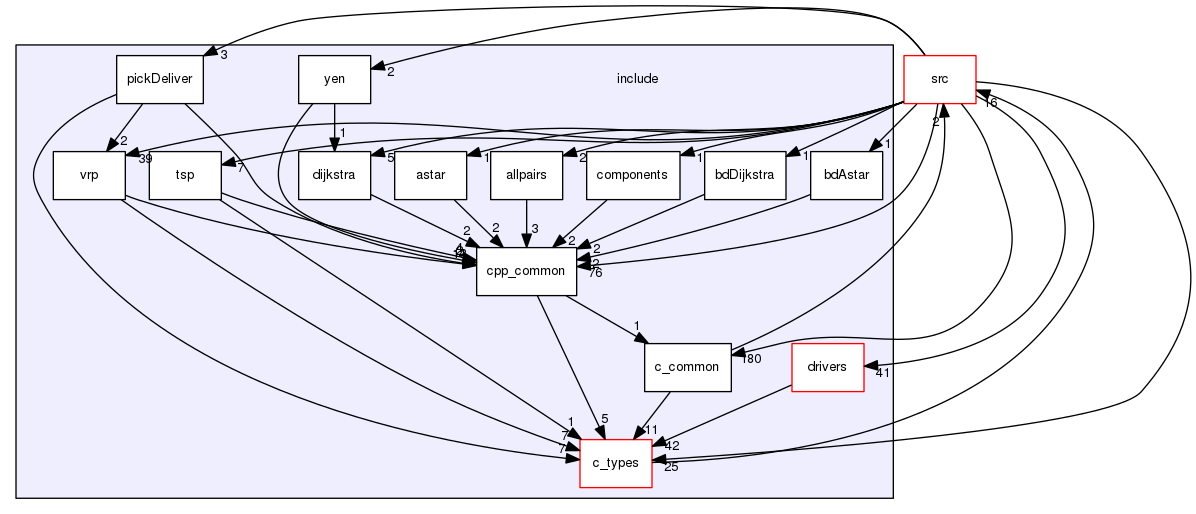 3
2
pickDeliver
yen
include
src
16
2
2
1
39
7
5
1
2
1
1
1
vrp
tsp
dijkstra
astar
allpairs
components
bdDijkstra
bdAstar
2
2
3
2
2
2
76
cpp_common
1
180
c_common
drivers
41
1
7
7
5
11
42
25
c_types